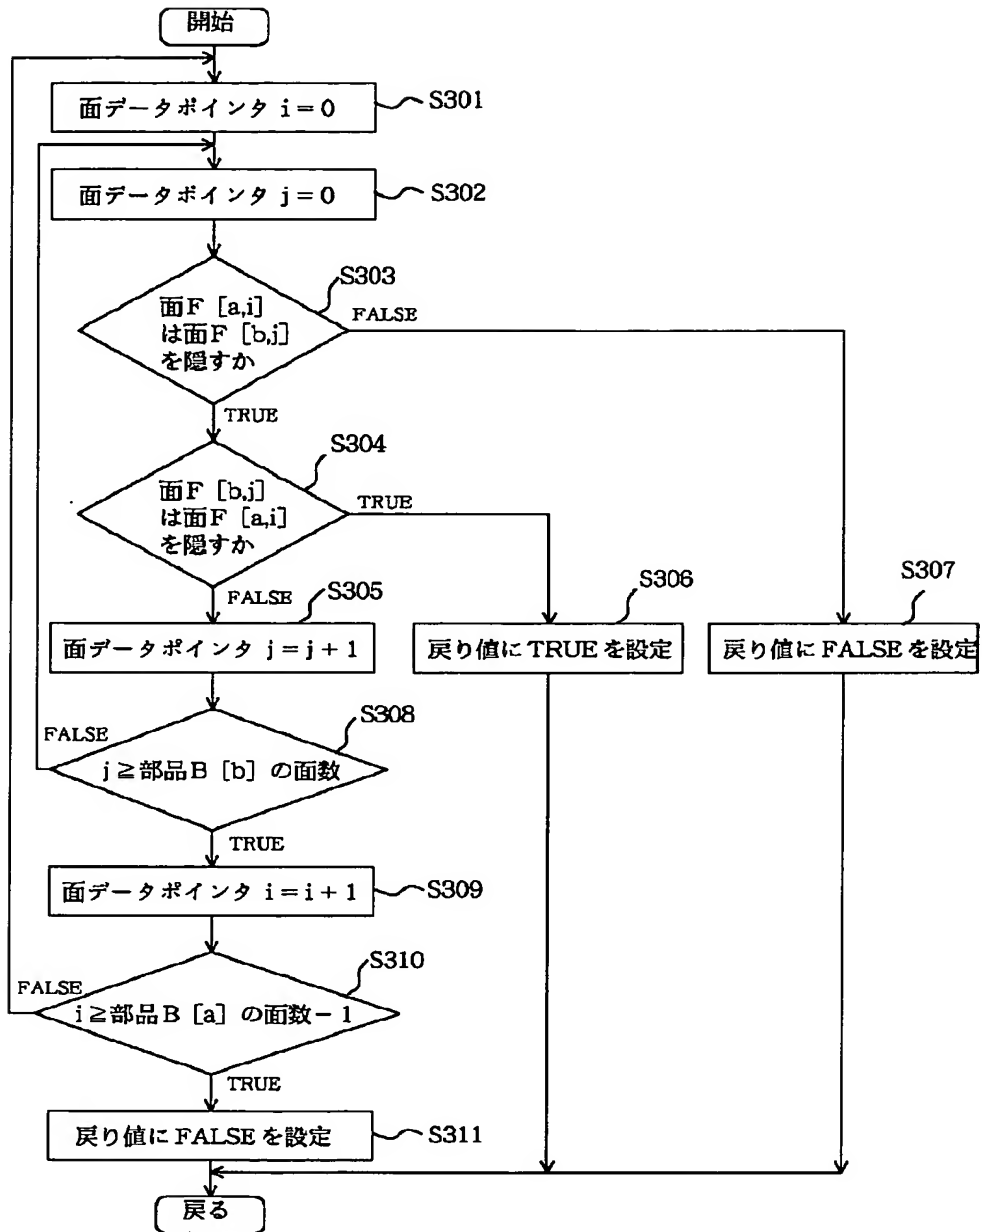 開始
面データポインタ i=0
S301
面データポインタ j=0
S302
S303
面F [a,i]
は面F [b,j]
を隠すか
FALSE
TRUE
S304
面F [b,j]
は面F [a,i]
を隠すか
TRUE
FALSE
S305
S306
S307
面データポインタ j=j+1
戻り値にTRUEを設定
戻り値にFALSEを設定
S308
FALSE
j≧部品B [b] の面数
TRUE
面データポインタ i=i+1
S309
S310
FALSE
i≧部品B [a] の面数-1
TRUE
戻り値にFALSEを設定
S311
戻る